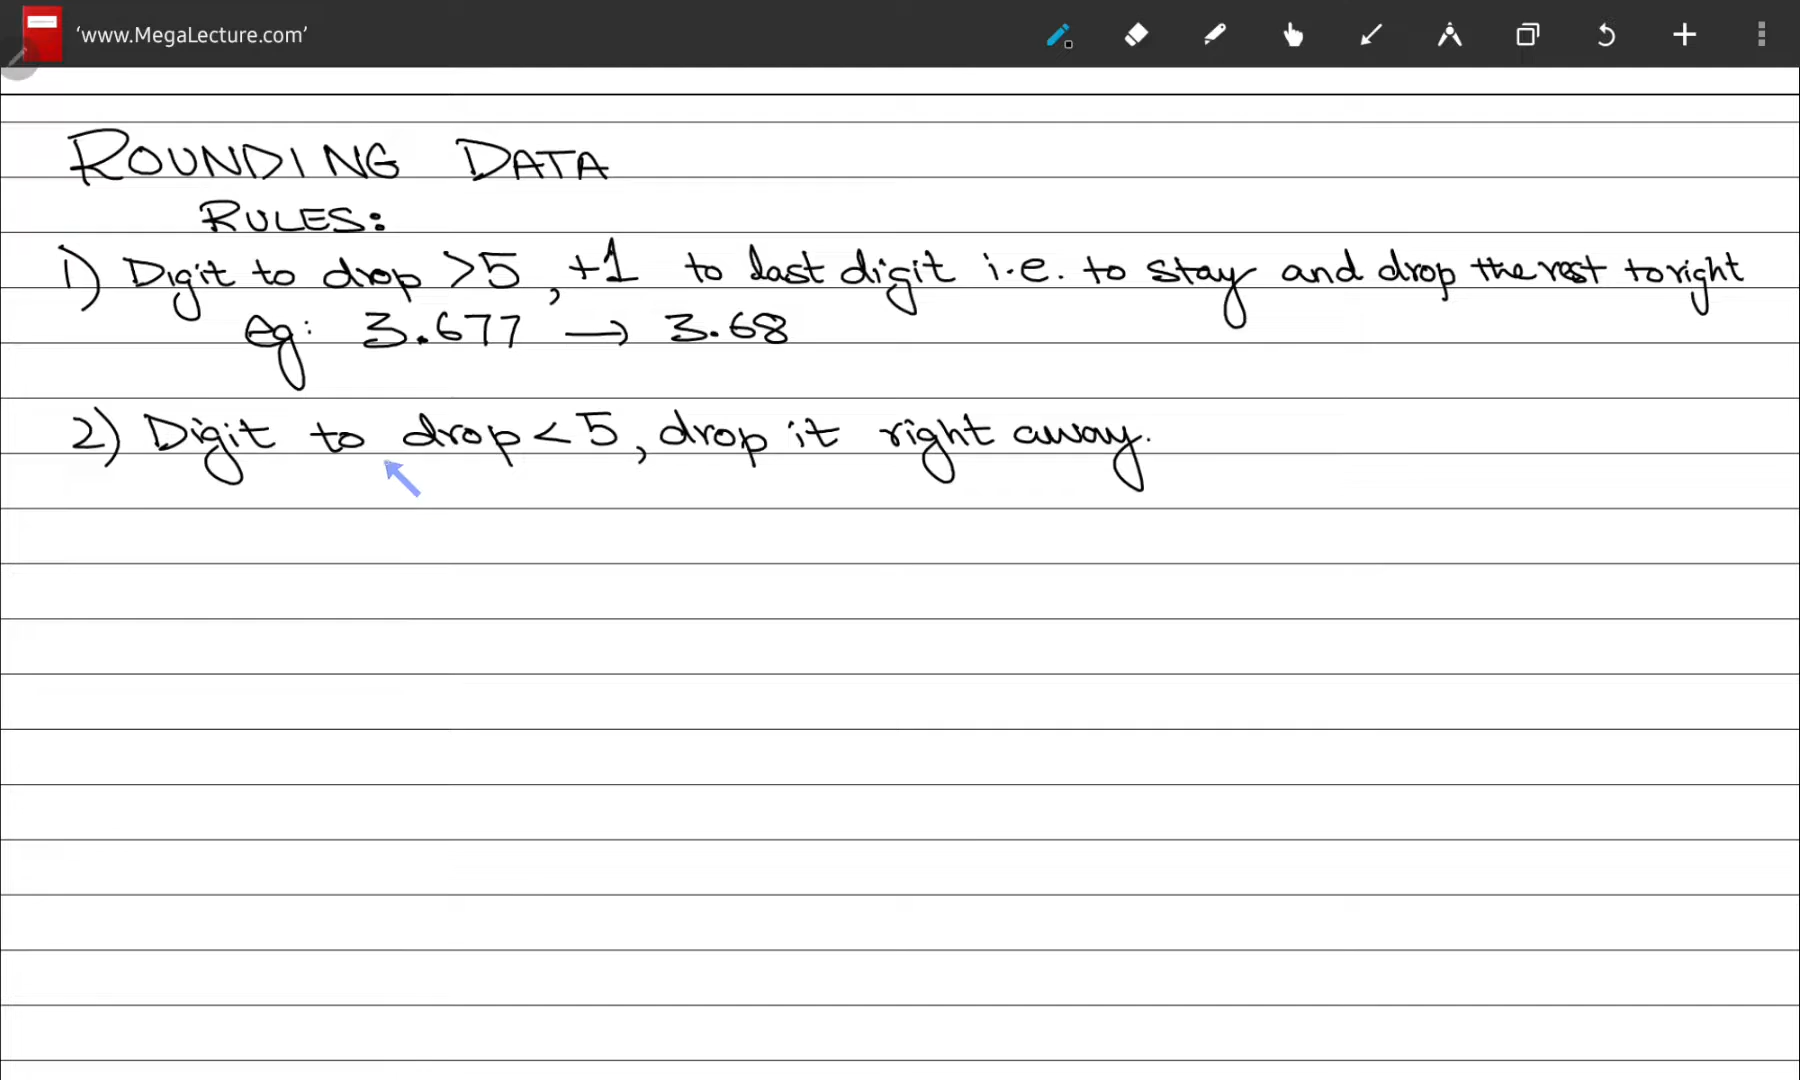 'www.MegaLecture.com'
ROUNDING DATA
RULES:
1) Digit to drop >5, +1 to last digit i.e. to stay and drop the rest to right
eg: 3.677 → 3.68
2) Digit to drop < 5, drop it right away.